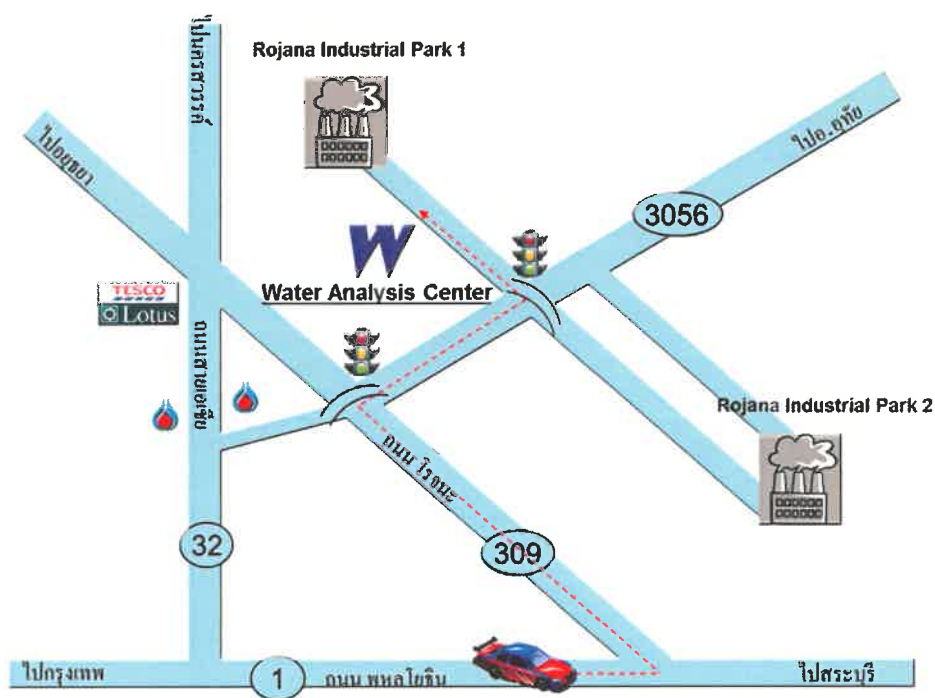 ไปนครสวรรค์
Rojana Industrial Park 1
ไปอยุธยา
ไปอ.อุทัย
3056
W
Water Analysis Center
TESCO
Lotus
ถนนสายเอเซีย
Rojana Industrial Park 2
ถนน โรจนะ
32
309
ไปกรุงเทพ
1
ถนน พหลโยธิน
ไปสระบุรี